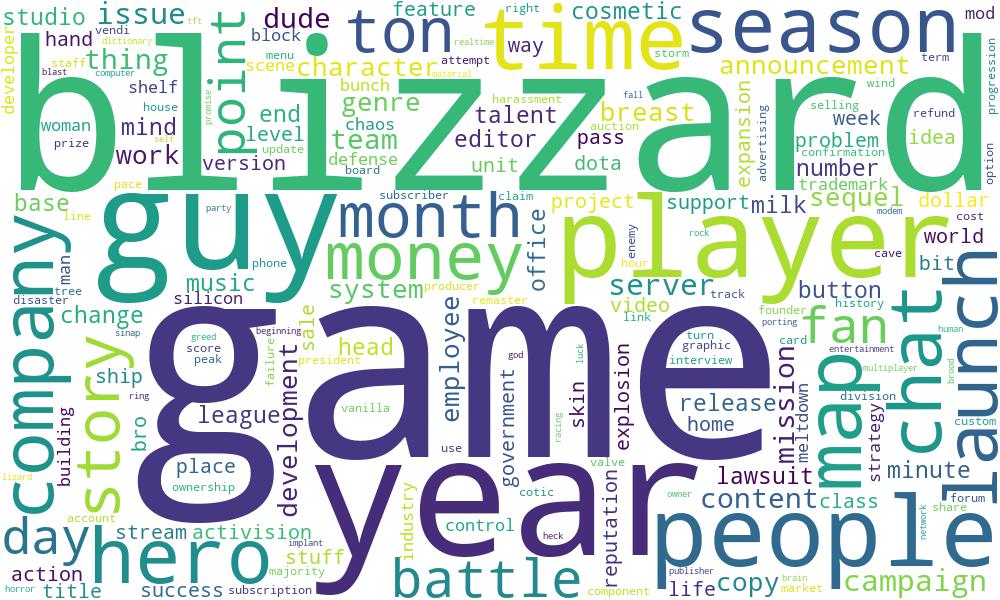 studio
issue
dude
feature
right
cosmetic
season
mod
tft
vendi
hand
block
ton
way
time
storm
dictionary
realtime
developer
staff
thing
computer
blast
menu
scene
character
attempt
material
announcement
term
progression
blizzard
shelf
bunch
harassment
fall
wind
house
promise
point
end
genre
talent
breast
expansion
advertising
selling
refund
woman
mind
level
chaos
auction
week
prize
self
team
editor
pass
problem
idea
work
update
defense
unit
dota
confirmation
number
option
version
board
pace
trademark
base
party
subscriber
claim
project
support
milk
sequel
dollar
line
guy
month
office
enemy
player
modem
cost
rock
world
company
man
phone
money
hour
cave
bit
tree
music
system
producer
server
button
launch
disaster
silicon
remaster
video
track
history
change
sale
link
founder
fan
chat
sinap
greed
beginning
game
turn
porting
human
score
graphic
card
entertainment
peak
president
head
god
luck
interview
multiplayer
story
ship
failure
employee
explosion
mission
map
division
brood
ring
vanilla
skin
release
meltdown
strategy
custom
building
bro
league
development
government
racing
home
place
use
valve
lawsuit
minute
lizard
ownership
industry
cotic
reputation
owner
content
class
forum
account
year
share
day
hero
stream
activision
control
heck
people
network
implant
stuff
action
majority
battle
publisher
brain
campaign
horror
title
success
subscription
component
life
copy
market